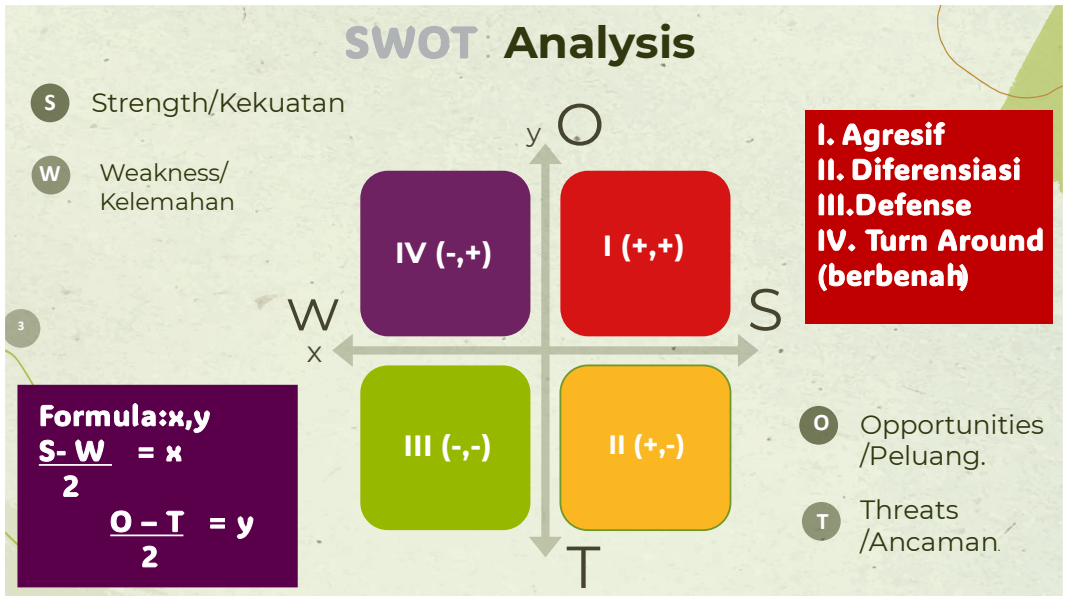 SWOT : Analysis
S Strength/Kekuatan
W Weakness/
Kelemahan
y O
I. Agresif
II. Diferensiasi
III.Defense
IV. Turn Around
(berbenah)
IV (-,+)
I (+,+)
W
x
S
3
III (-,-)
II (+,-)
T
Formula:x,y
S- W = x
2
O – T = y
2
O Opportunities
/Peluang.
T Threats
/Ancaman.